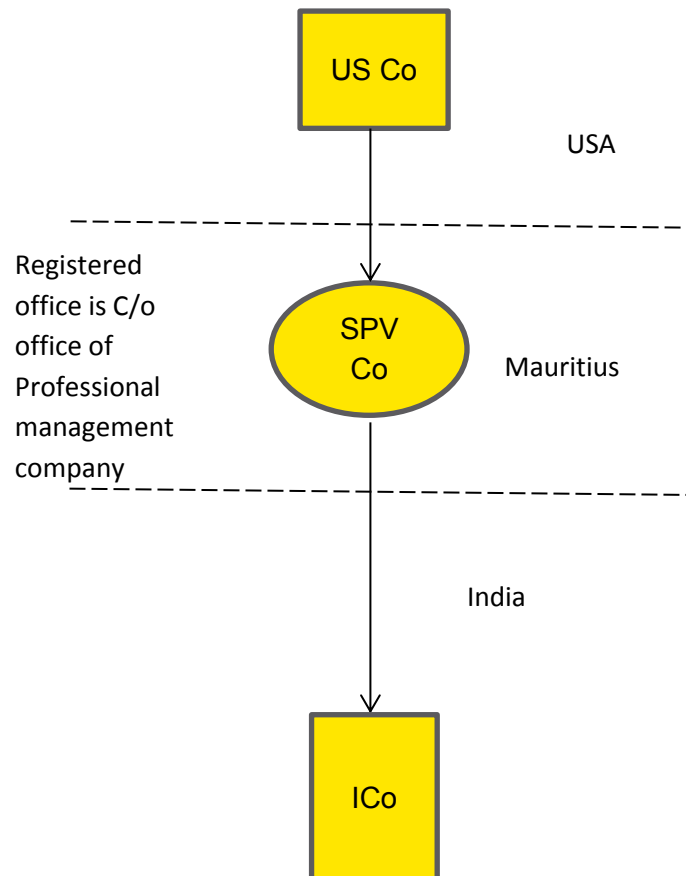 US Co
USA
Registered
office is C/o
office of
Professional
management
company
SPV
Co
Mauritius
India
ICo